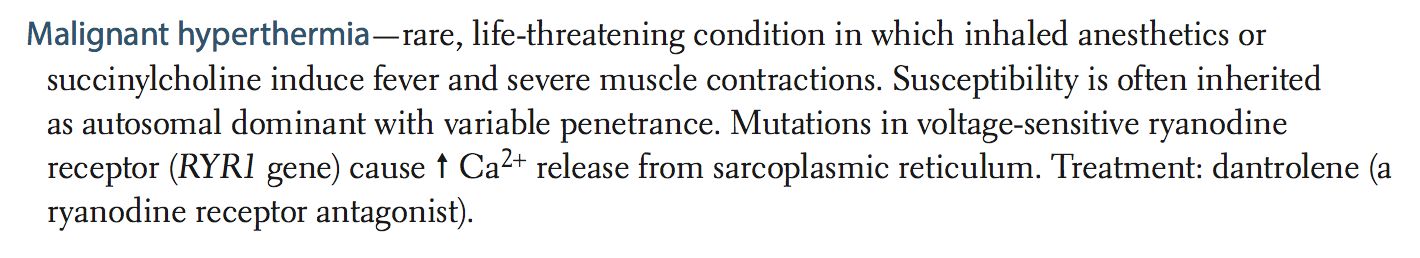 Malignant hyperthermia—rare, life-threatening condition in which inhaled anesthetics or
succinylcholine induce fever and severe muscle contractions. Susceptibility is often inherited
as autosomal dominant with variable penetrance. Mutations in voltage-sensitive ryanodine
receptor (RYR1 gene) cause ↑ Ca²⁺ release from sarcoplasmic reticulum. Treatment: dantrolene (a
ryanodine receptor antagonist).